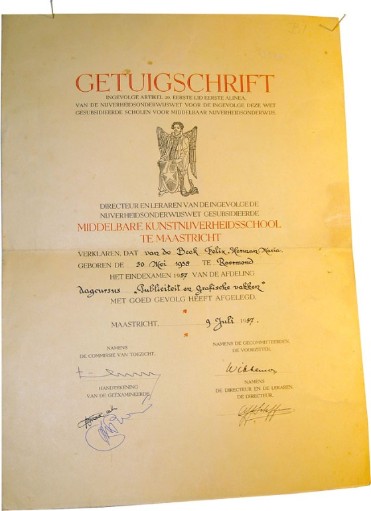 GETUIGSCHRIFT
INGEVOLGE ARTIKEL 29 EERSTE LID EERSTE ALINEA,
VAN DE NIJVERHEIDSONDERWIJSWET VOOR DE INGEVOLGE DEZE WET
GESUBSIDIEERDE SCHOLEN VOOR MIDDELBAAR NIJVERHEIDSONDERWIJS
DIRECTEUR EN LERAREN VAN DE INGEVOLGE DE
NIJVERHEIDSONDERWIJSWET GESUBSIDIEERDE
MIDDELBARE KUNSTNIJVERHEIDSSCHOOL
TE MAASTRICHT
VERKLAREN, DAT van de Beek Felix Herman Maria
GEBOREN DE 30 Mei 1935 TE Roermond
HET EINDEXAMEN 1957 VAN DE AFDELING
dagcursus "Publiciteit en grafische vakken"
MET GOED GEVOLG HEEFT AFGELEGD.
MAASTRICHT, 9 Juli 1957.
NAMENS
DE COMMISSIE VAN TOEZICHT,
NAMENS DE GECOMMITTEERDEN
DE VOORZITTER,
HANDTEKENING
VAN DE GEËXAMINEERDE,
NAMENS
DE DIRECTEUR EN DE LERAREN
DE DIRECTEUR,